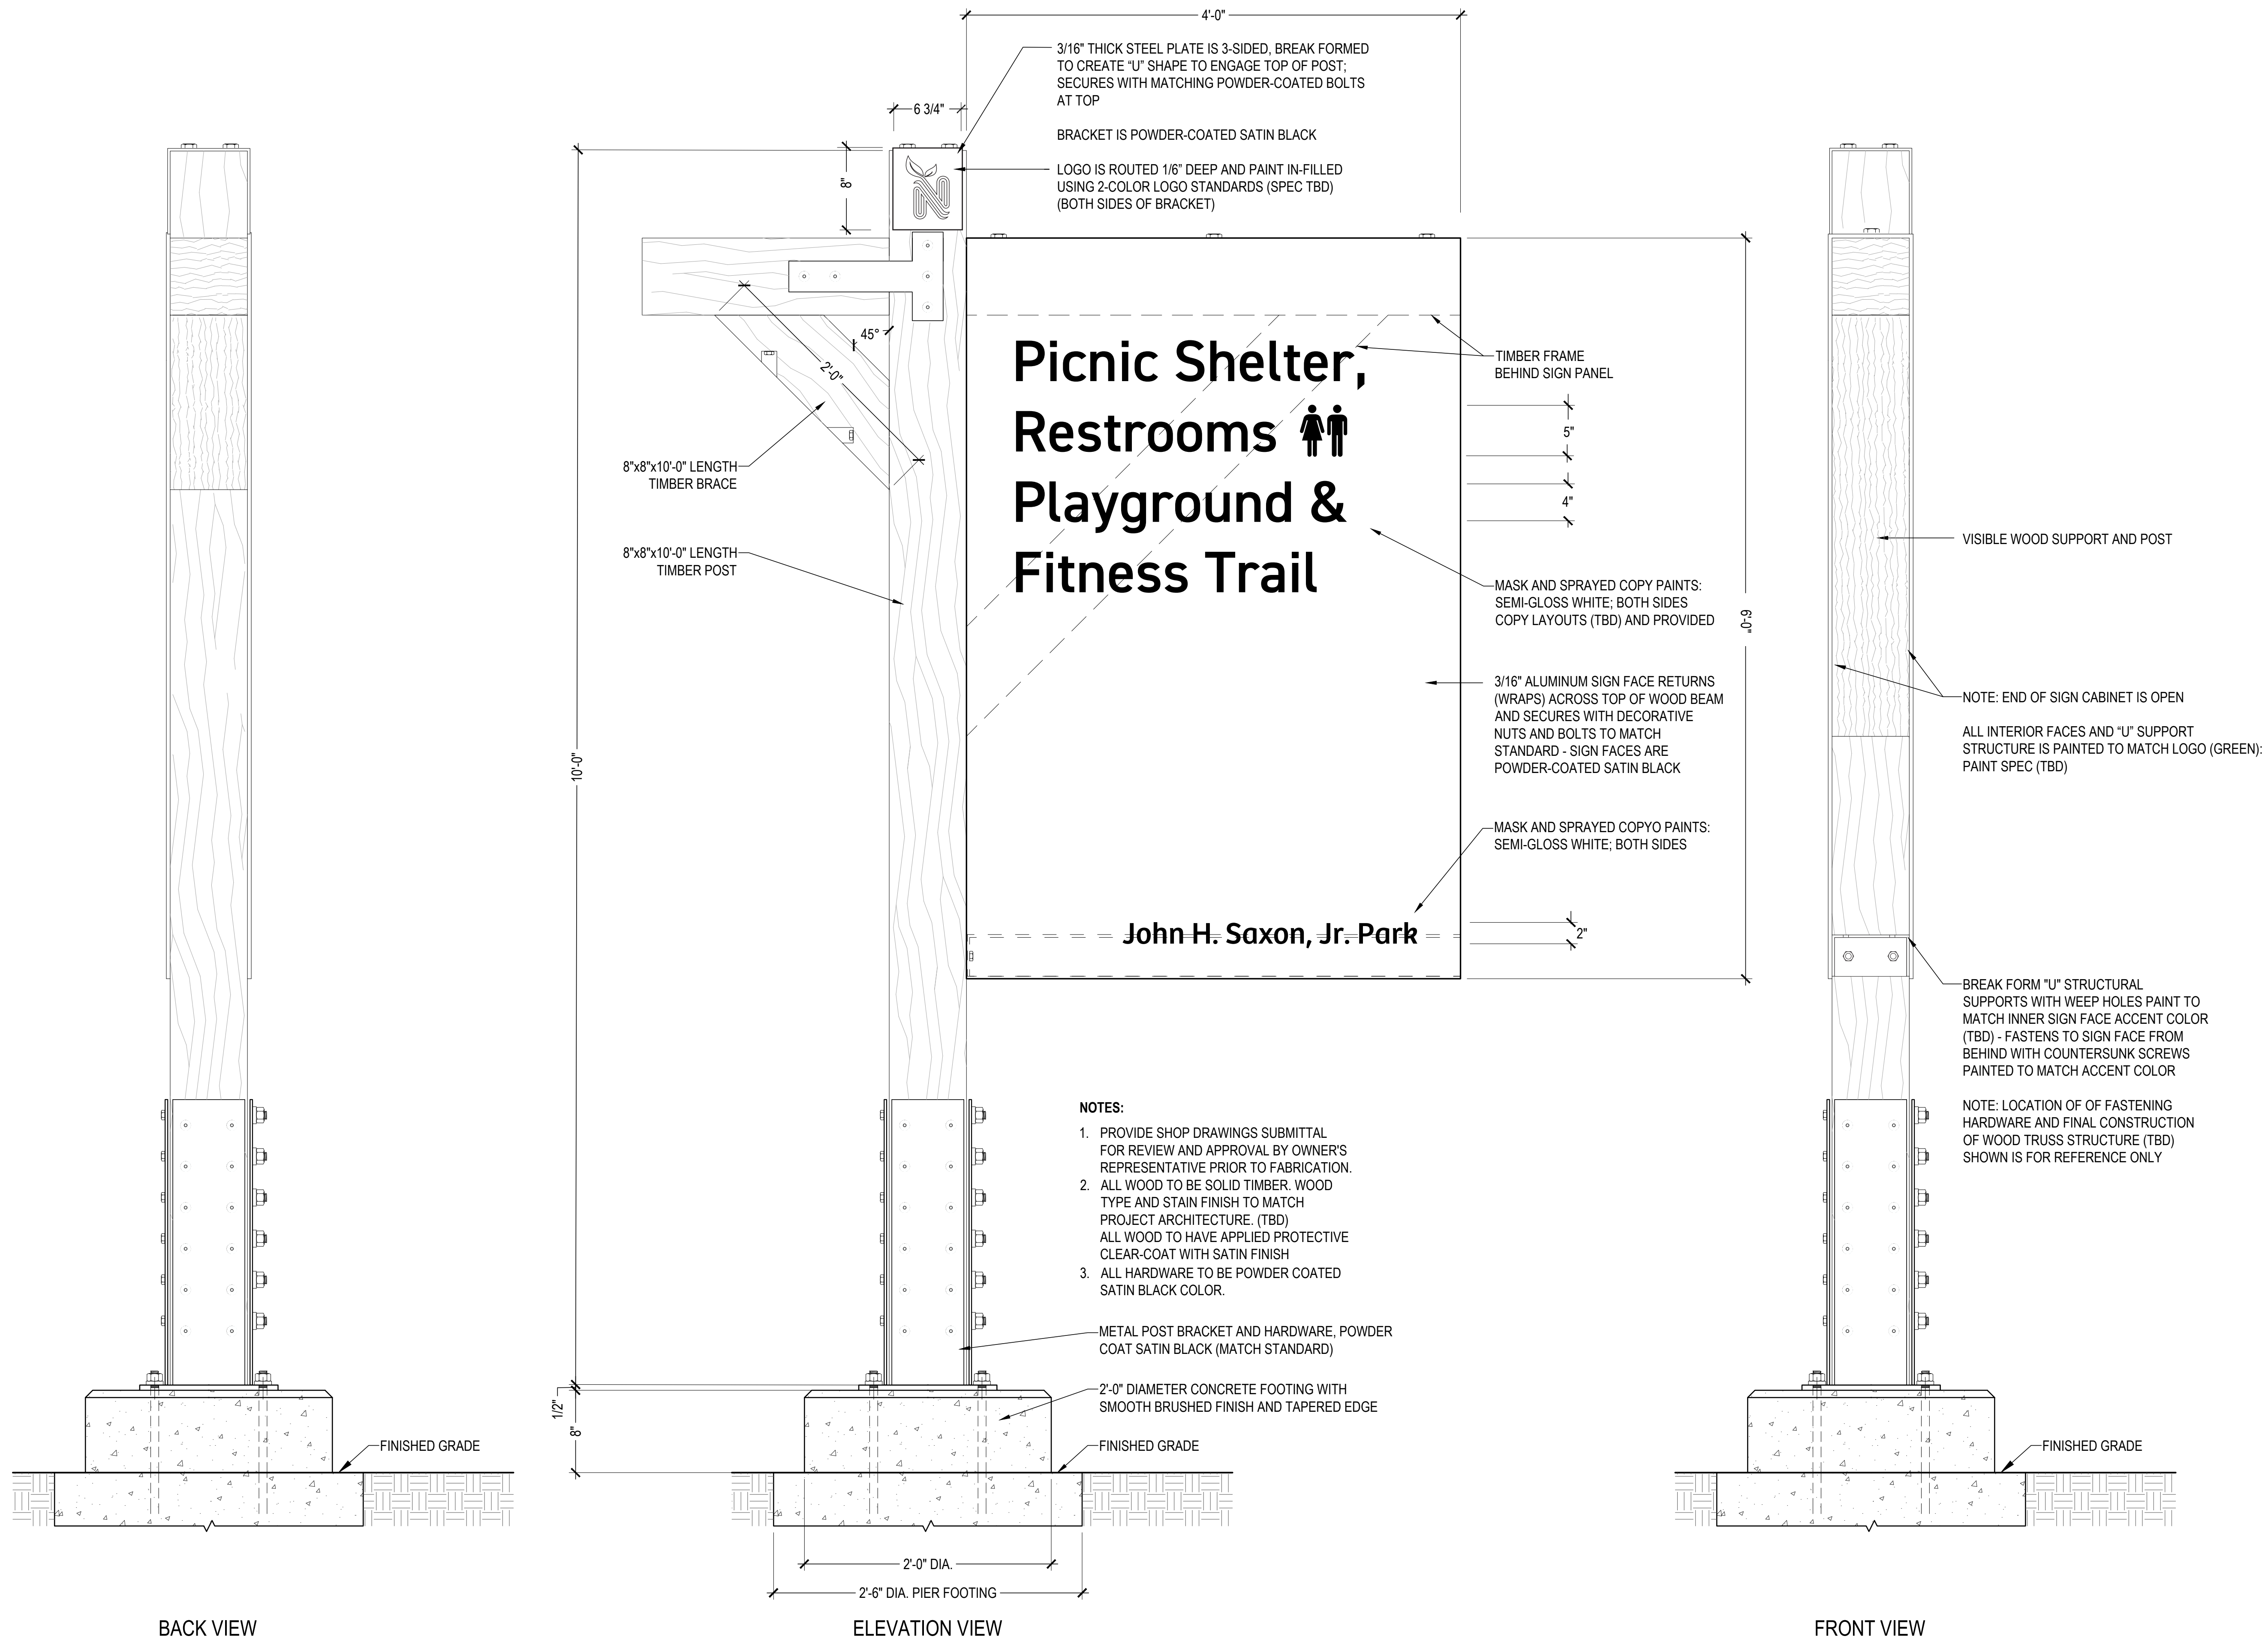 4'-0"
3/16" THICK STEEL PLATE IS 3-SIDED, BREAK FORMED
TO CREATE “U” SHAPE TO ENGAGE TOP OF POST;
SECURES WITH MATCHING POWDER-COATED BOLTS
AT TOP
BRACKET IS POWDER-COATED SATIN BLACK
LOGO IS ROUTED 1/6” DEEP AND PAINT IN-FILLED
USING 2-COLOR LOGO STANDARDS (SPEC TBD)
(BOTH SIDES OF BRACKET)
6 3/4"
8"
45°
2'-0"
8"x8"x10'-0" LENGTH
TIMBER BRACE
8"x8"x10'-0" LENGTH
TIMBER POST
10'-0"
Picnic Shelter,
Restrooms
Playground &
Fitness Trail
John H. Saxon, Jr. Park
TIMBER FRAME
BEHIND SIGN PANEL
5"
4"
MASK AND SPRAYED COPY PAINTS:
SEMI-GLOSS WHITE; BOTH SIDES
COPY LAYOUTS (TBD) AND PROVIDED
6'-0"
3/16" ALUMINUM SIGN FACE RETURNS
(WRAPS) ACROSS TOP OF WOOD BEAM
AND SECURES WITH DECORATIVE
NUTS AND BOLTS TO MATCH
STANDARD - SIGN FACES ARE
POWDER-COATED SATIN BLACK
MASK AND SPRAYED COPYO PAINTS:
SEMI-GLOSS WHITE; BOTH SIDES
2"
VISIBLE WOOD SUPPORT AND POST
NOTE: END OF SIGN CABINET IS OPEN
ALL INTERIOR FACES AND “U” SUPPORT
STRUCTURE IS PAINTED TO MATCH LOGO (GREEN):
PAINT SPEC (TBD)
BREAK FORM "U" STRUCTURAL
SUPPORTS WITH WEEP HOLES PAINT TO
MATCH INNER SIGN FACE ACCENT COLOR
(TBD) - FASTENS TO SIGN FACE FROM
BEHIND WITH COUNTERSUNK SCREWS
PAINTED TO MATCH ACCENT COLOR
NOTE: LOCATION OF OF FASTENING
HARDWARE AND FINAL CONSTRUCTION
OF WOOD TRUSS STRUCTURE (TBD)
SHOWN IS FOR REFERENCE ONLY
NOTES:
1. PROVIDE SHOP DRAWINGS SUBMITTAL
FOR REVIEW AND APPROVAL BY OWNER'S
REPRESENTATIVE PRIOR TO FABRICATION.
2. ALL WOOD TO BE SOLID TIMBER. WOOD
TYPE AND STAIN FINISH TO MATCH
PROJECT ARCHITECTURE. (TBD)
ALL WOOD TO HAVE APPLIED PROTECTIVE
CLEAR-COAT WITH SATIN FINISH
3. ALL HARDWARE TO BE POWDER COATED
SATIN BLACK COLOR.
METAL POST BRACKET AND HARDWARE, POWDER
COAT SATIN BLACK (MATCH STANDARD)
2'-0" DIAMETER CONCRETE FOOTING WITH
SMOOTH BRUSHED FINISH AND TAPERED EDGE
1/2"
8"
FINISHED GRADE
FINISHED GRADE
FINISHED GRADE
2'-0" DIA.
2'-6" DIA. PIER FOOTING
BACK VIEW
ELEVATION VIEW
FRONT VIEW